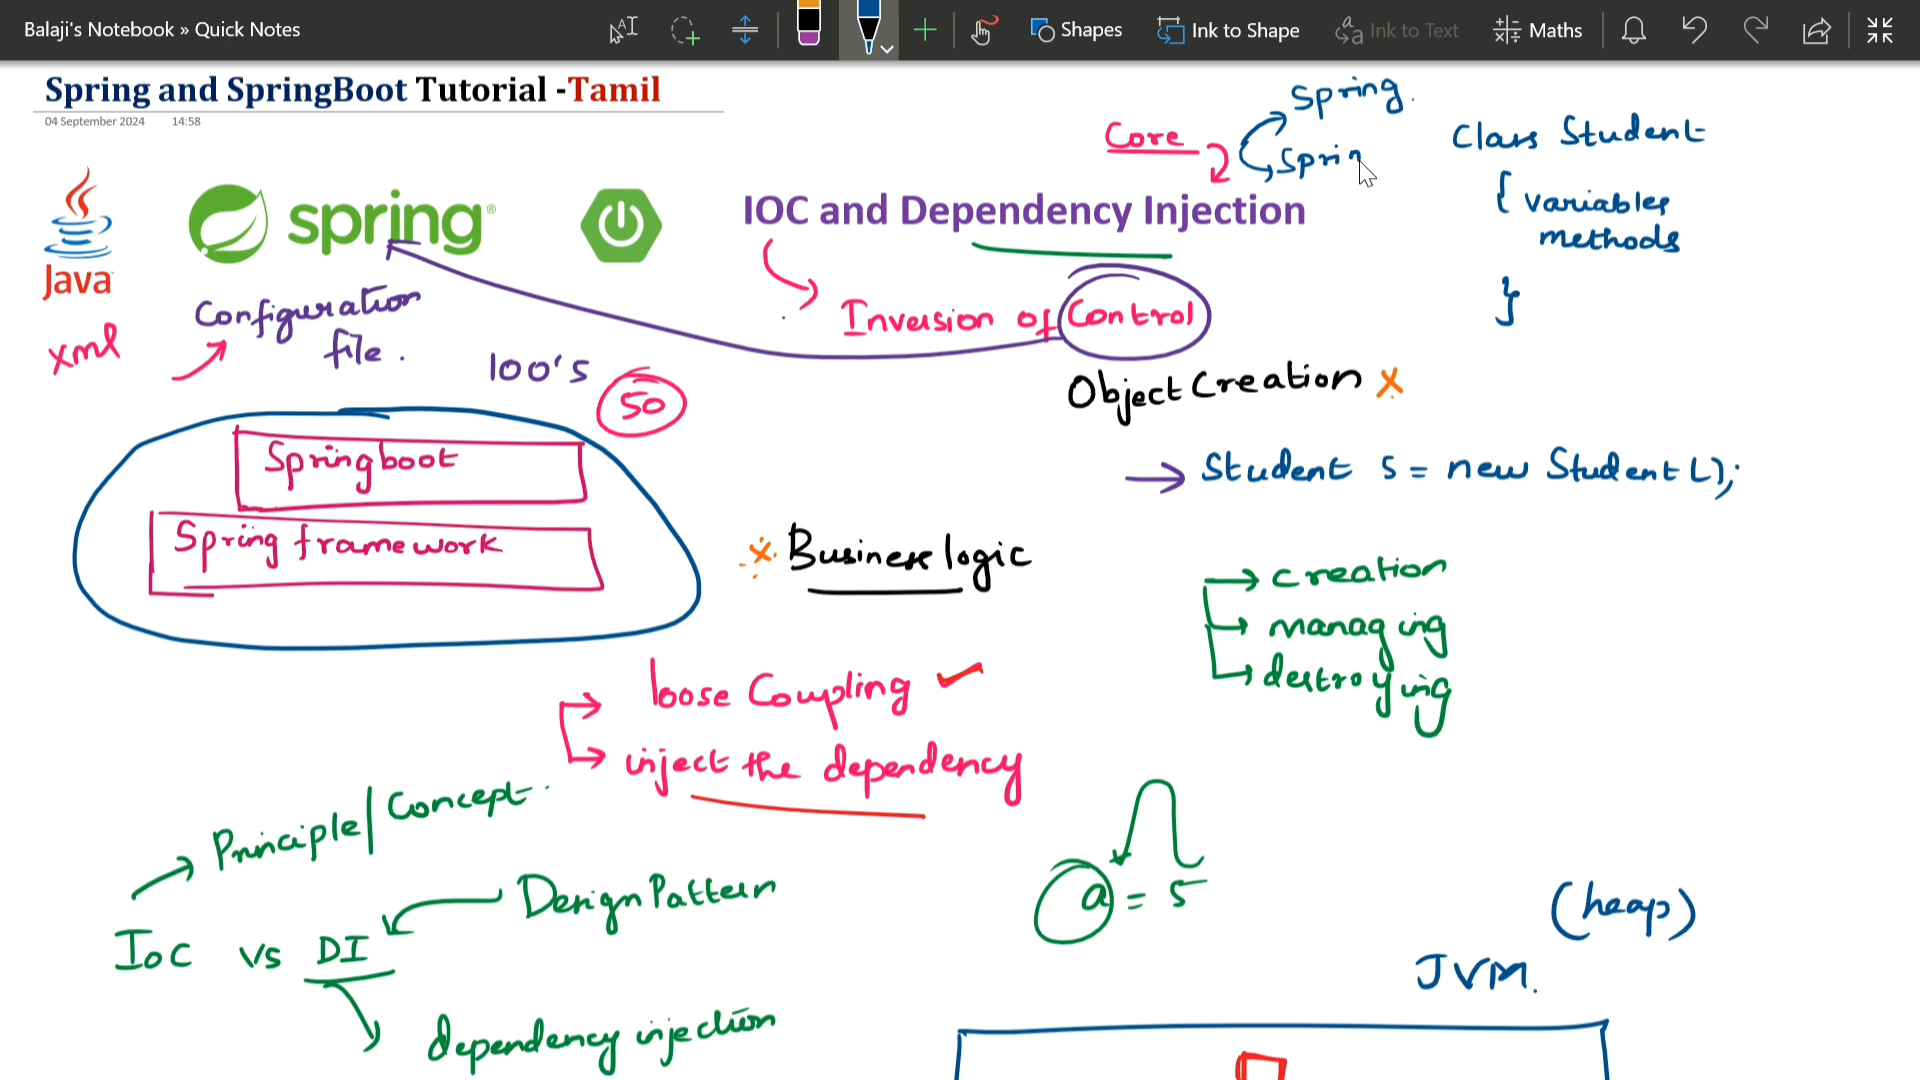 Balaji's Notebook » Quick Notes
Shapes
Ink to Shape
Ink to Text
Maths
Spring and SpringBoot Tutorial -Tamil
04 September 2024 14:58
Core
Spring.
Sprin
Class Student
{ variables
methods
}
Java
spring®
IOC and Dependency Injection
Inversion of Control
xml
Configuration
file.
100's
50
Object Creation x
Springboot
Spring framework
Student s = new Student();
x Business logic
creation
managing
destroying
loose Coupling
inject the dependency
Principle/Concept.
Design Pattern
IoC vs DI
dependency injection
a = 5
(heap)
JVM.